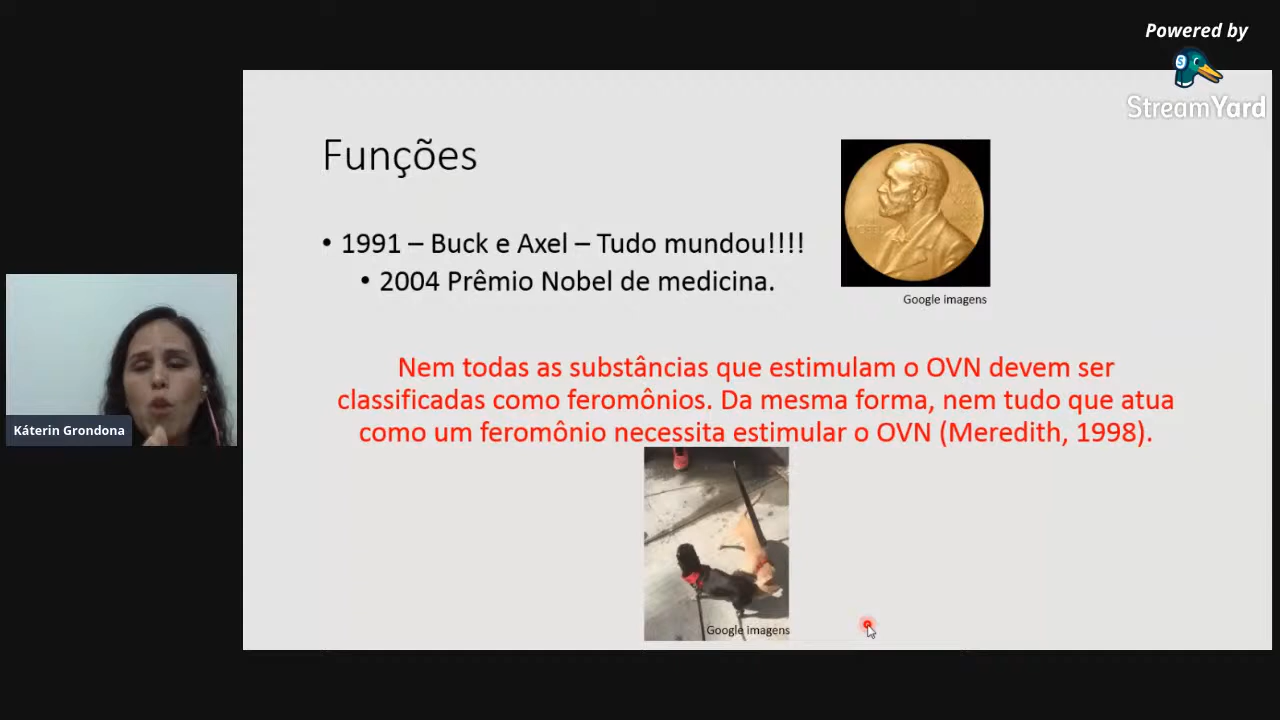 Powered by
StreamYard
Funções
• 1991 – Buck e Axel – Tudo mundou!!!!
• 2004 Prêmio Nobel de medicina.
Google imagens
Nem todas as substâncias que estimulam o OVN devem ser
classificadas como feromônios. Da mesma forma, nem tudo que atua
como um feromônio necessita estimular o OVN (Meredith, 1998).
Káterin Grondona
Google imagens